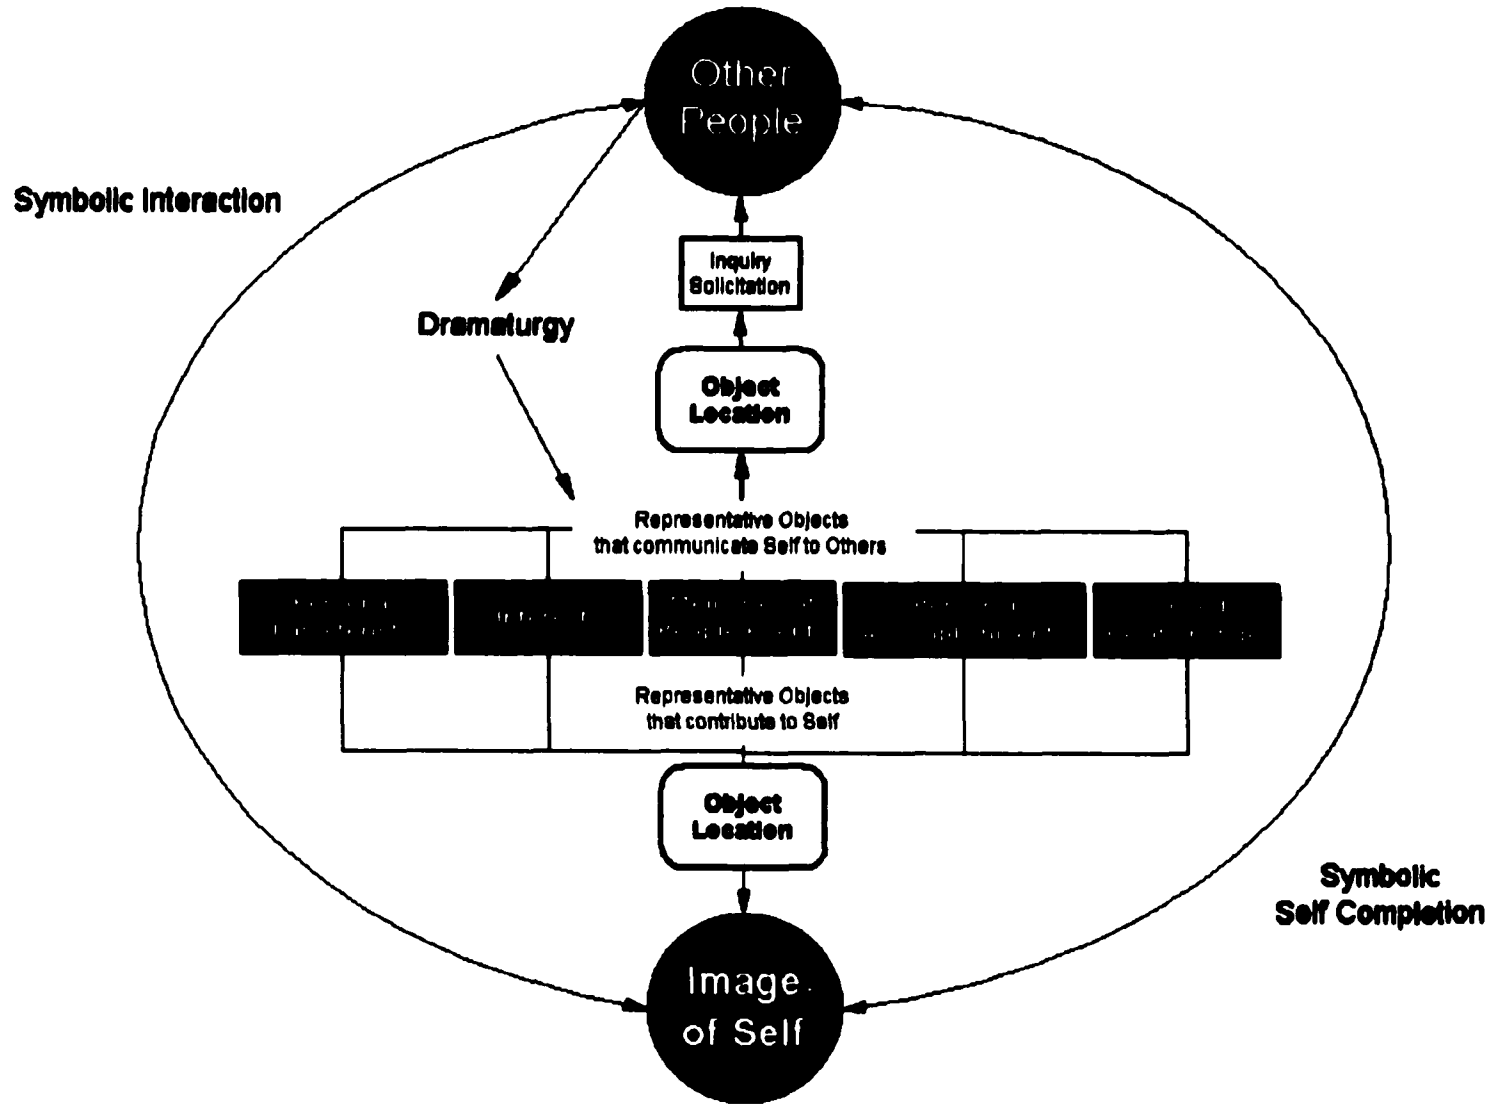 Other
People
Symbolic Interaction
Inquiry
Solicitation
Dramaturgy
Object
Location
Representative Objects
that communicate Self to Others
Interest
Representative Objects
that contribute to Self
Object
Location
Symbolic
Self Completion
Image
of Self